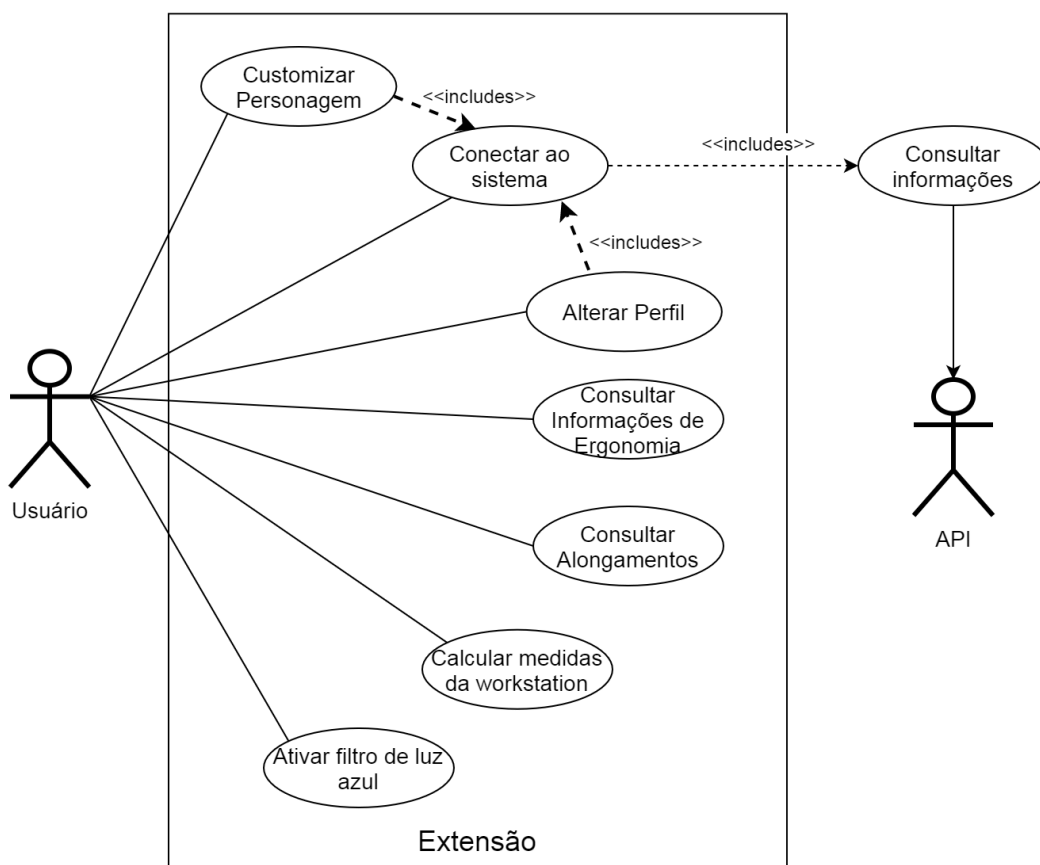 Customizar
Personagem
<<includes>>
Conectar ao
sistema
<<includes>>
Consultar
informações
<<includes>>
Alterar Perfil
Consultar
Informações de
Ergonomia
Usuário
Consultar
Alongamentos
API
Calcular medidas
da workstation
Ativar filtro de luz
azul
Extensão